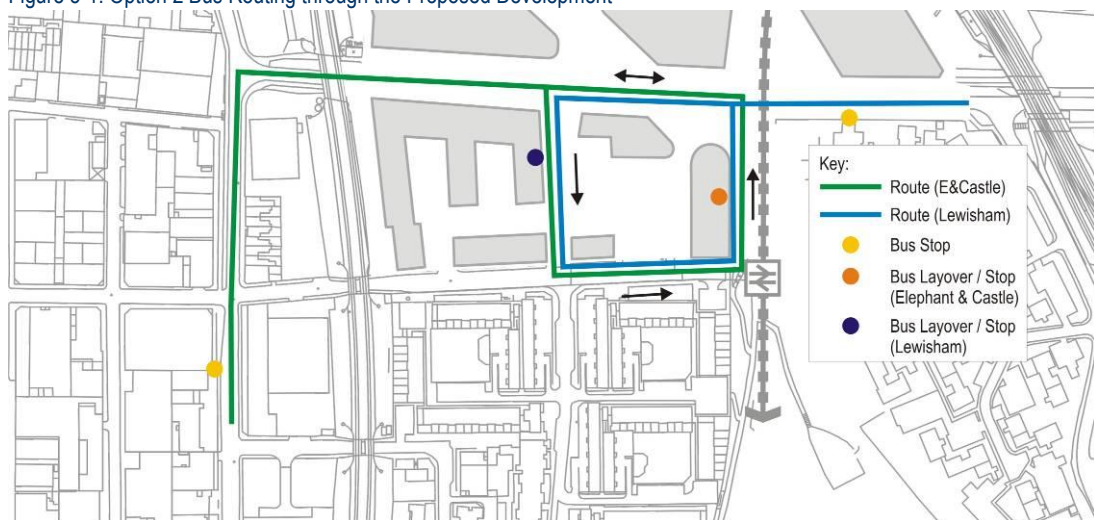 Figure 3-1: Option 2 Bus Routing through the Proposed Development
Key:
Route (E&Castle)
Route (Lewisham)
Bus Stop
Bus Layover / Stop
(Elephant & Castle)
Bus Layover / Stop
(Lewisham)